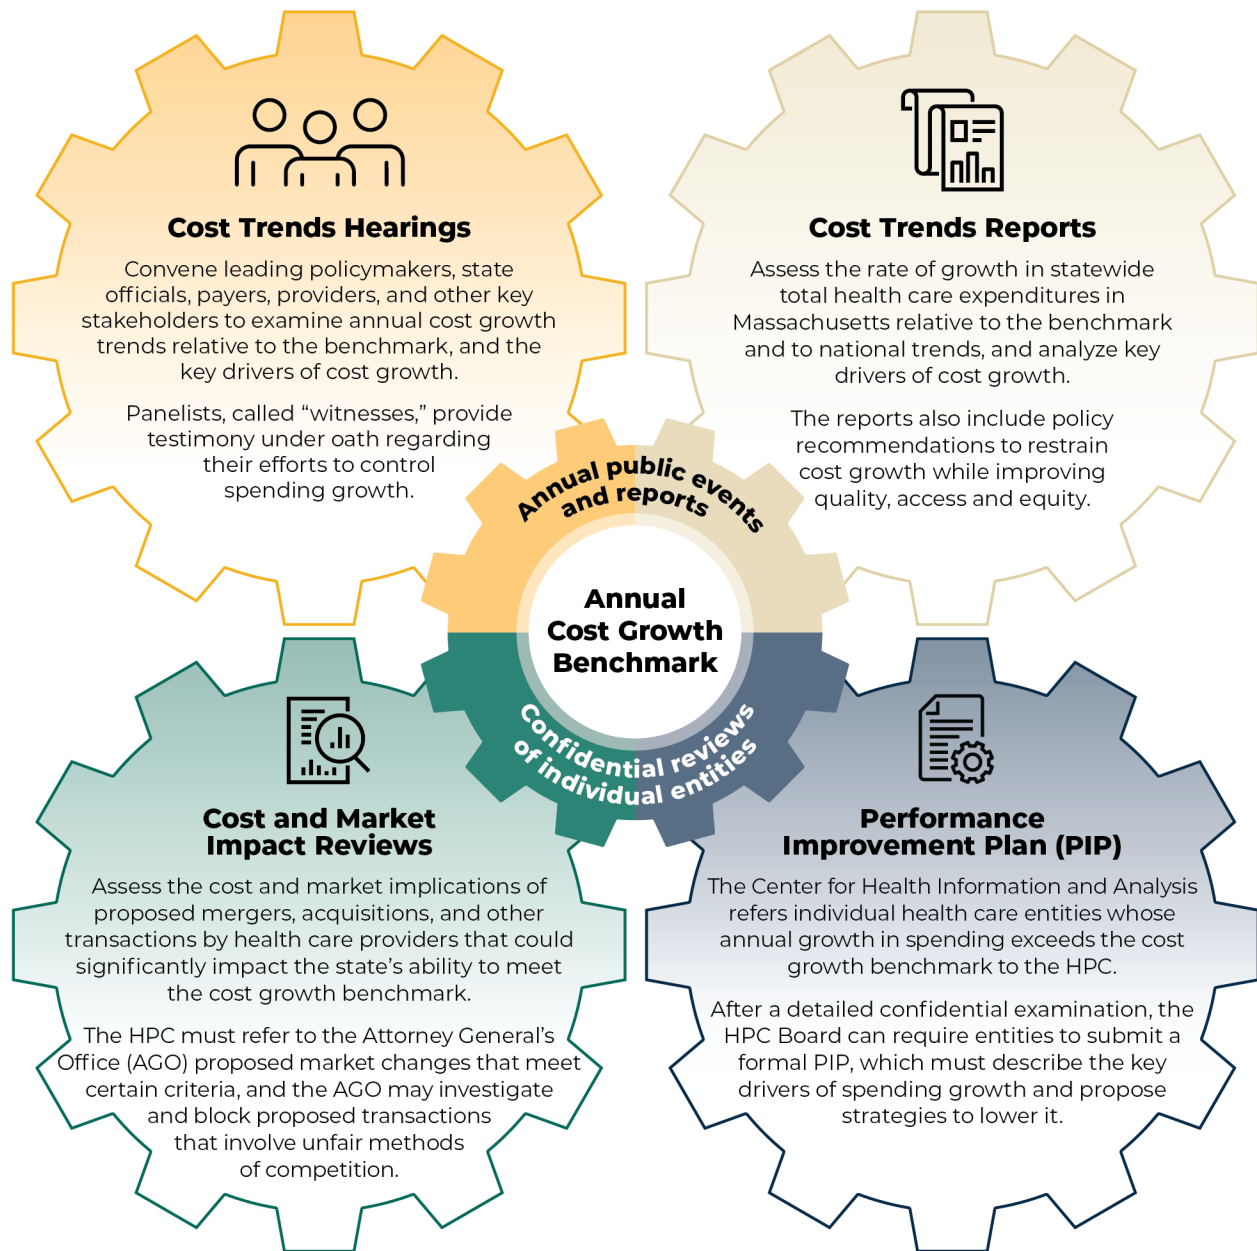 Cost Trends Hearings
Convene leading policymakers, state
officials, payers, providers, and other key
stakeholders to examine annual cost growth
trends relative to the benchmark, and the
key drivers of cost growth.
Panelists, called “witnesses,” provide
testimony under oath regarding
their efforts to control
spending growth.
Cost Trends Reports
Assess the rate of growth in statewide
total health care expenditures in
Massachusetts relative to the benchmark
and to national trends, and analyze key
drivers of cost growth.
The reports also include policy
recommendations to restrain
cost growth while improving
quality, access and equity.
Annual public events
and reports
Annual
Cost Growth
Benchmark
Confidential reviews
of individual entities
Cost and Market
Impact Reviews
Assess the cost and market implications of
proposed mergers, acquisitions, and other
transactions by health care providers that could
significantly impact the state’s ability to meet
the cost growth benchmark.
The HPC must refer to the Attorney General’s
Office (AGO) proposed market changes that meet
certain criteria, and the AGO may investigate
and block proposed transactions
that involve unfair methods
of competition.
Performance
Improvement Plan (PIP)
The Center for Health Information and Analysis
refers individual health care entities whose
annual growth in spending exceeds the cost
growth benchmark to the HPC.
After a detailed confidential examination, the
HPC Board can require entities to submit a
formal PIP, which must describe the key
drivers of spending growth and propose
strategies to lower it.